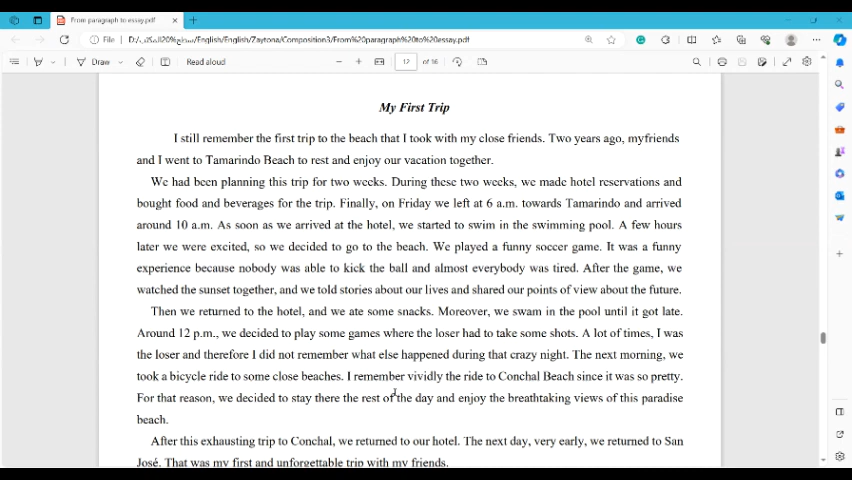 From paragraph to essay.pdf
File D:/سطح%20المكتب/English/English/Zaytona/Composition3/From%20paragraph%20to%20essay.pdf
Draw Read aloud 12 of 16
My First Trip
I still remember the first trip to the beach that I took with my close friends. Two years ago, myfriends
and I went to Tamarindo Beach to rest and enjoy our vacation together.
We had been planning this trip for two weeks. During these two weeks, we made hotel reservations and
bought food and beverages for the trip. Finally, on Friday we left at 6 a.m. towards Tamarindo and arrived
around 10 a.m. As soon as we arrived at the hotel, we started to swim in the swimming pool. A few hours
later we were excited, so we decided to go to the beach. We played a funny soccer game. It was a funny
experience because nobody was able to kick the ball and almost everybody was tired. After the game, we
watched the sunset together, and we told stories about our lives and shared our points of view about the future.
Then we returned to the hotel, and we ate some snacks. Moreover, we swam in the pool until it got late.
Around 12 p.m., we decided to play some games where the loser had to take some shots. A lot of times, I was
the loser and therefore I did not remember what else happened during that crazy night. The next morning, we
took a bicycle ride to some close beaches. I remember vividly the ride to Conchal Beach since it was so pretty.
For that reason, we decided to stay there the rest of the day and enjoy the breathtaking views of this paradise
beach.
After this exhausting trip to Conchal, we returned to our hotel. The next day, very early, we returned to San
José. That was my first and unforgettable trip with my friends.